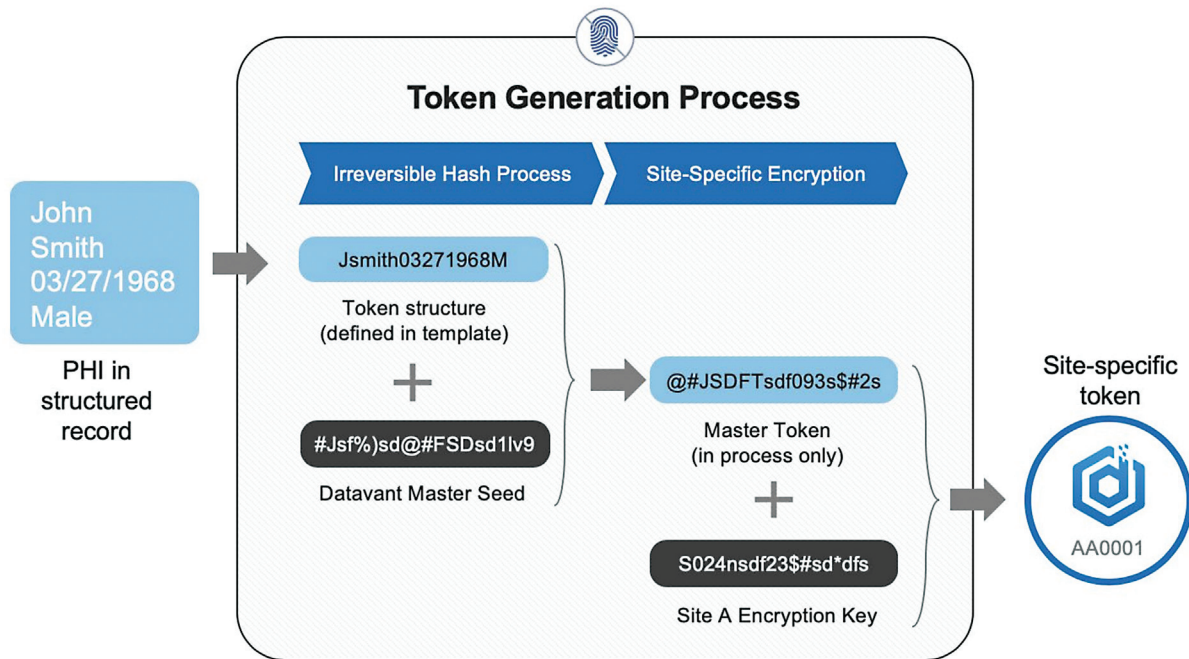 Token Generation Process
Irreversible Hash Process
Site-Specific Encryption
John
Smith
03/27/1968
Male
PHI in
structured
record
Jsmith03271968M
Token structure
(defined in template)
#Jsf%)sd@#FSDsd1lv9
Datavant Master Seed
@#JSDFTsdf093s$#2s
Master Token
(in process only)
S024nsdf23$#sd*dfs
Site A Encryption Key
Site-specific
token
AA0001